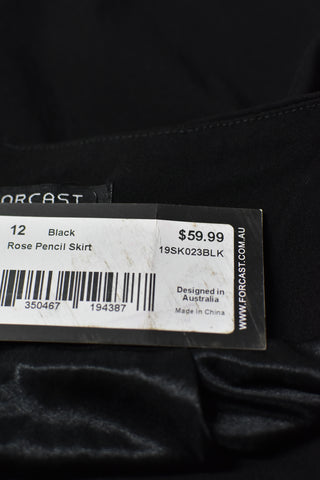 FORCAST
12 Black $59.99
Rose Pencil Skirt 19SK023BLK
350467 194387
Designed in
Australia
Made in China
WWW.FORCAST.COM.AU